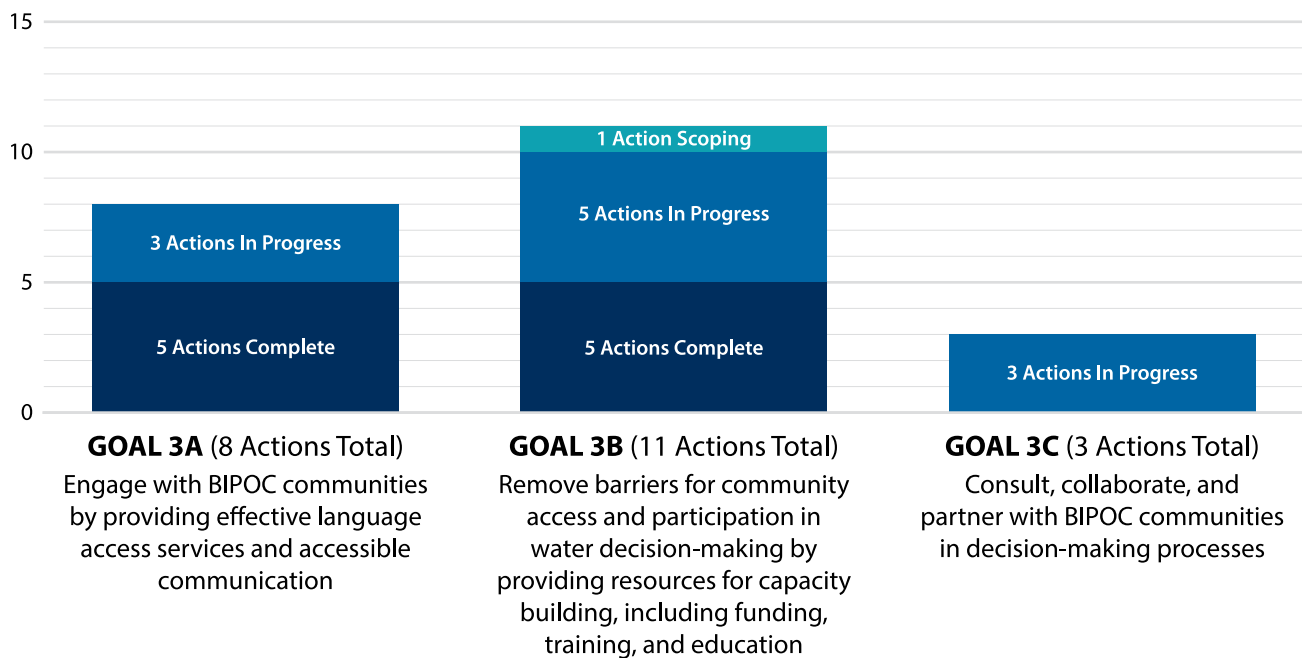 15
10
5
0
1 Action Scoping
3 Actions In Progress
5 Actions In Progress
5 Actions Complete
5 Actions Complete
3 Actions In Progress
GOAL 3A (8 Actions Total)
Engage with BIPOC communities
by providing effective language
access services and accessible
communication
GOAL 3B (11 Actions Total)
Remove barriers for community
access and participation in
water decision-making by
providing resources for capacity
building, including funding,
training, and education
GOAL 3C (3 Actions Total)
Consult, collaborate, and
partner with BIPOC communities
in decision-making processes